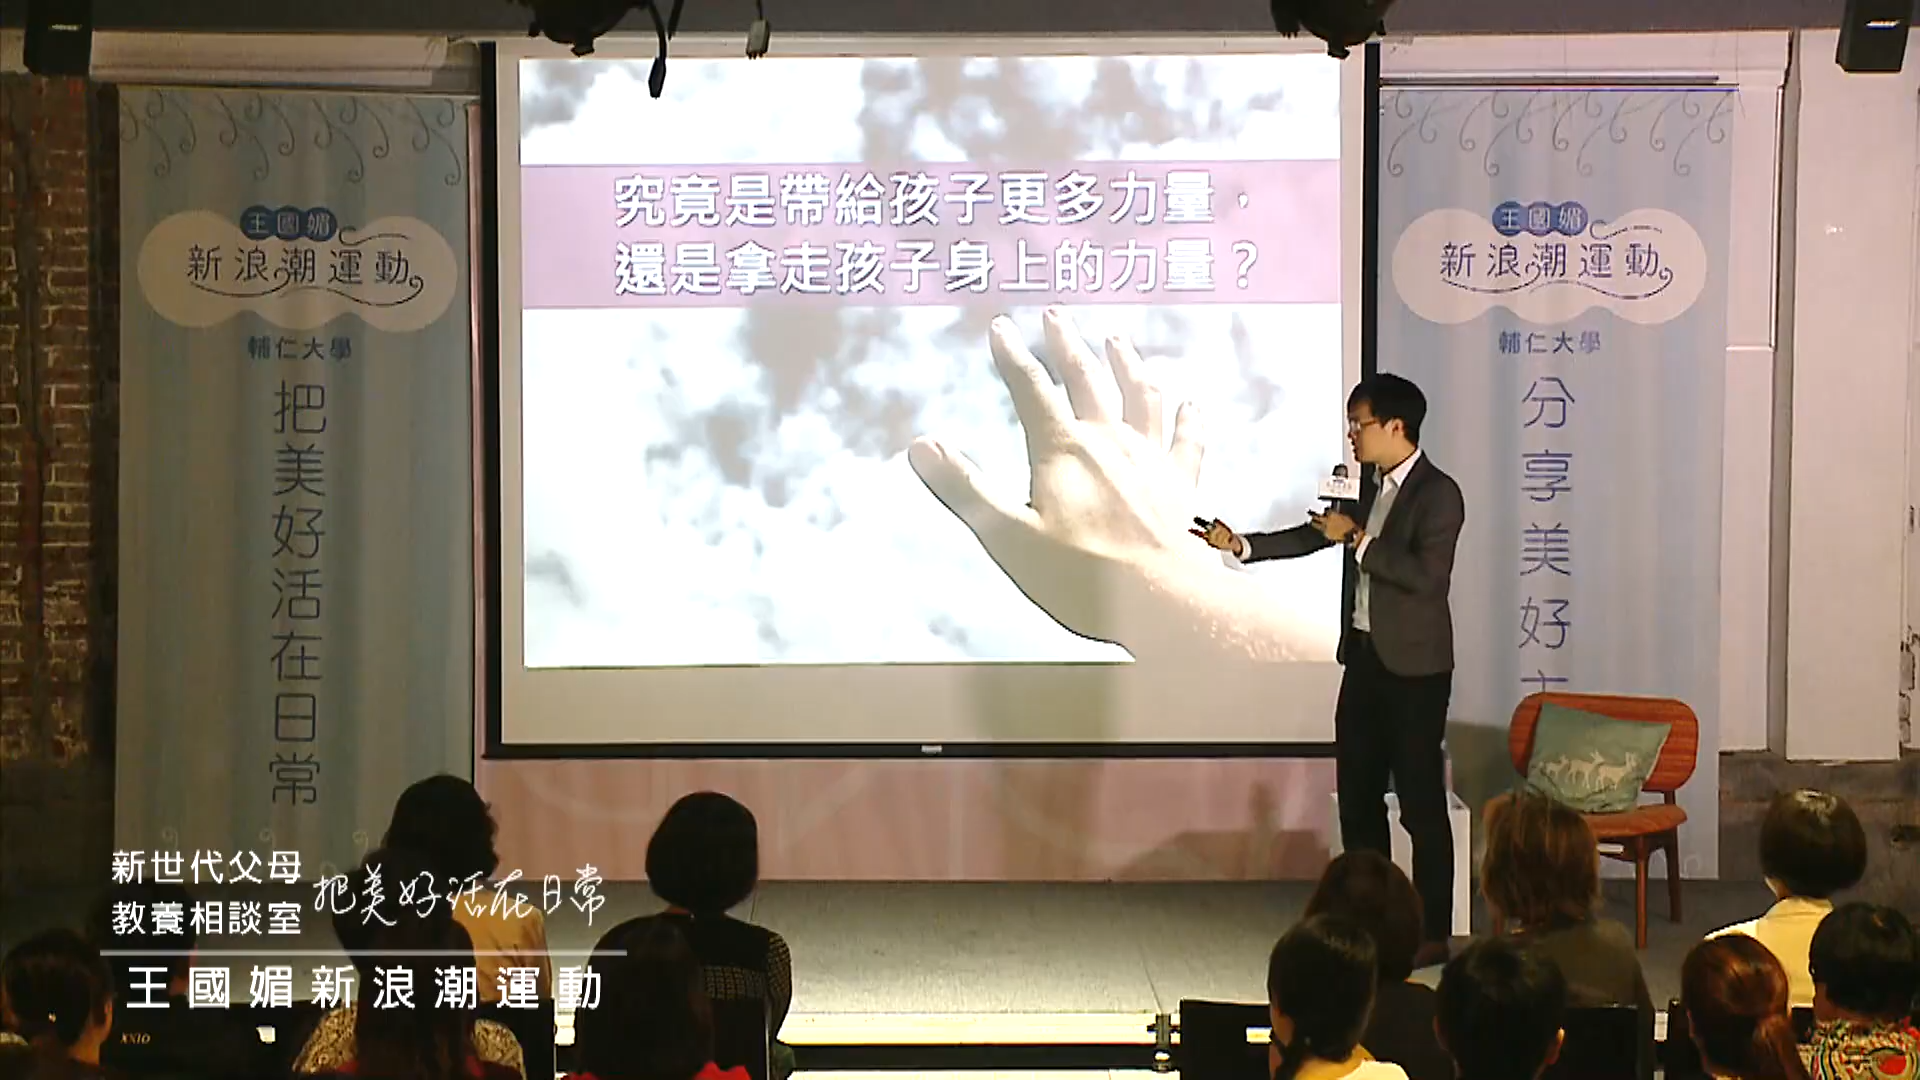 究竟是帶給孩子更多力量，
還是拿走孩子身上的力量？
王國媚
新浪潮運動
輔仁大學
把美好活在日常
王國媚
新浪潮運動
輔仁大學
分享美好
新世代父母
教養相談室
把美好活在日常
王國媚新浪潮運動
XXIO